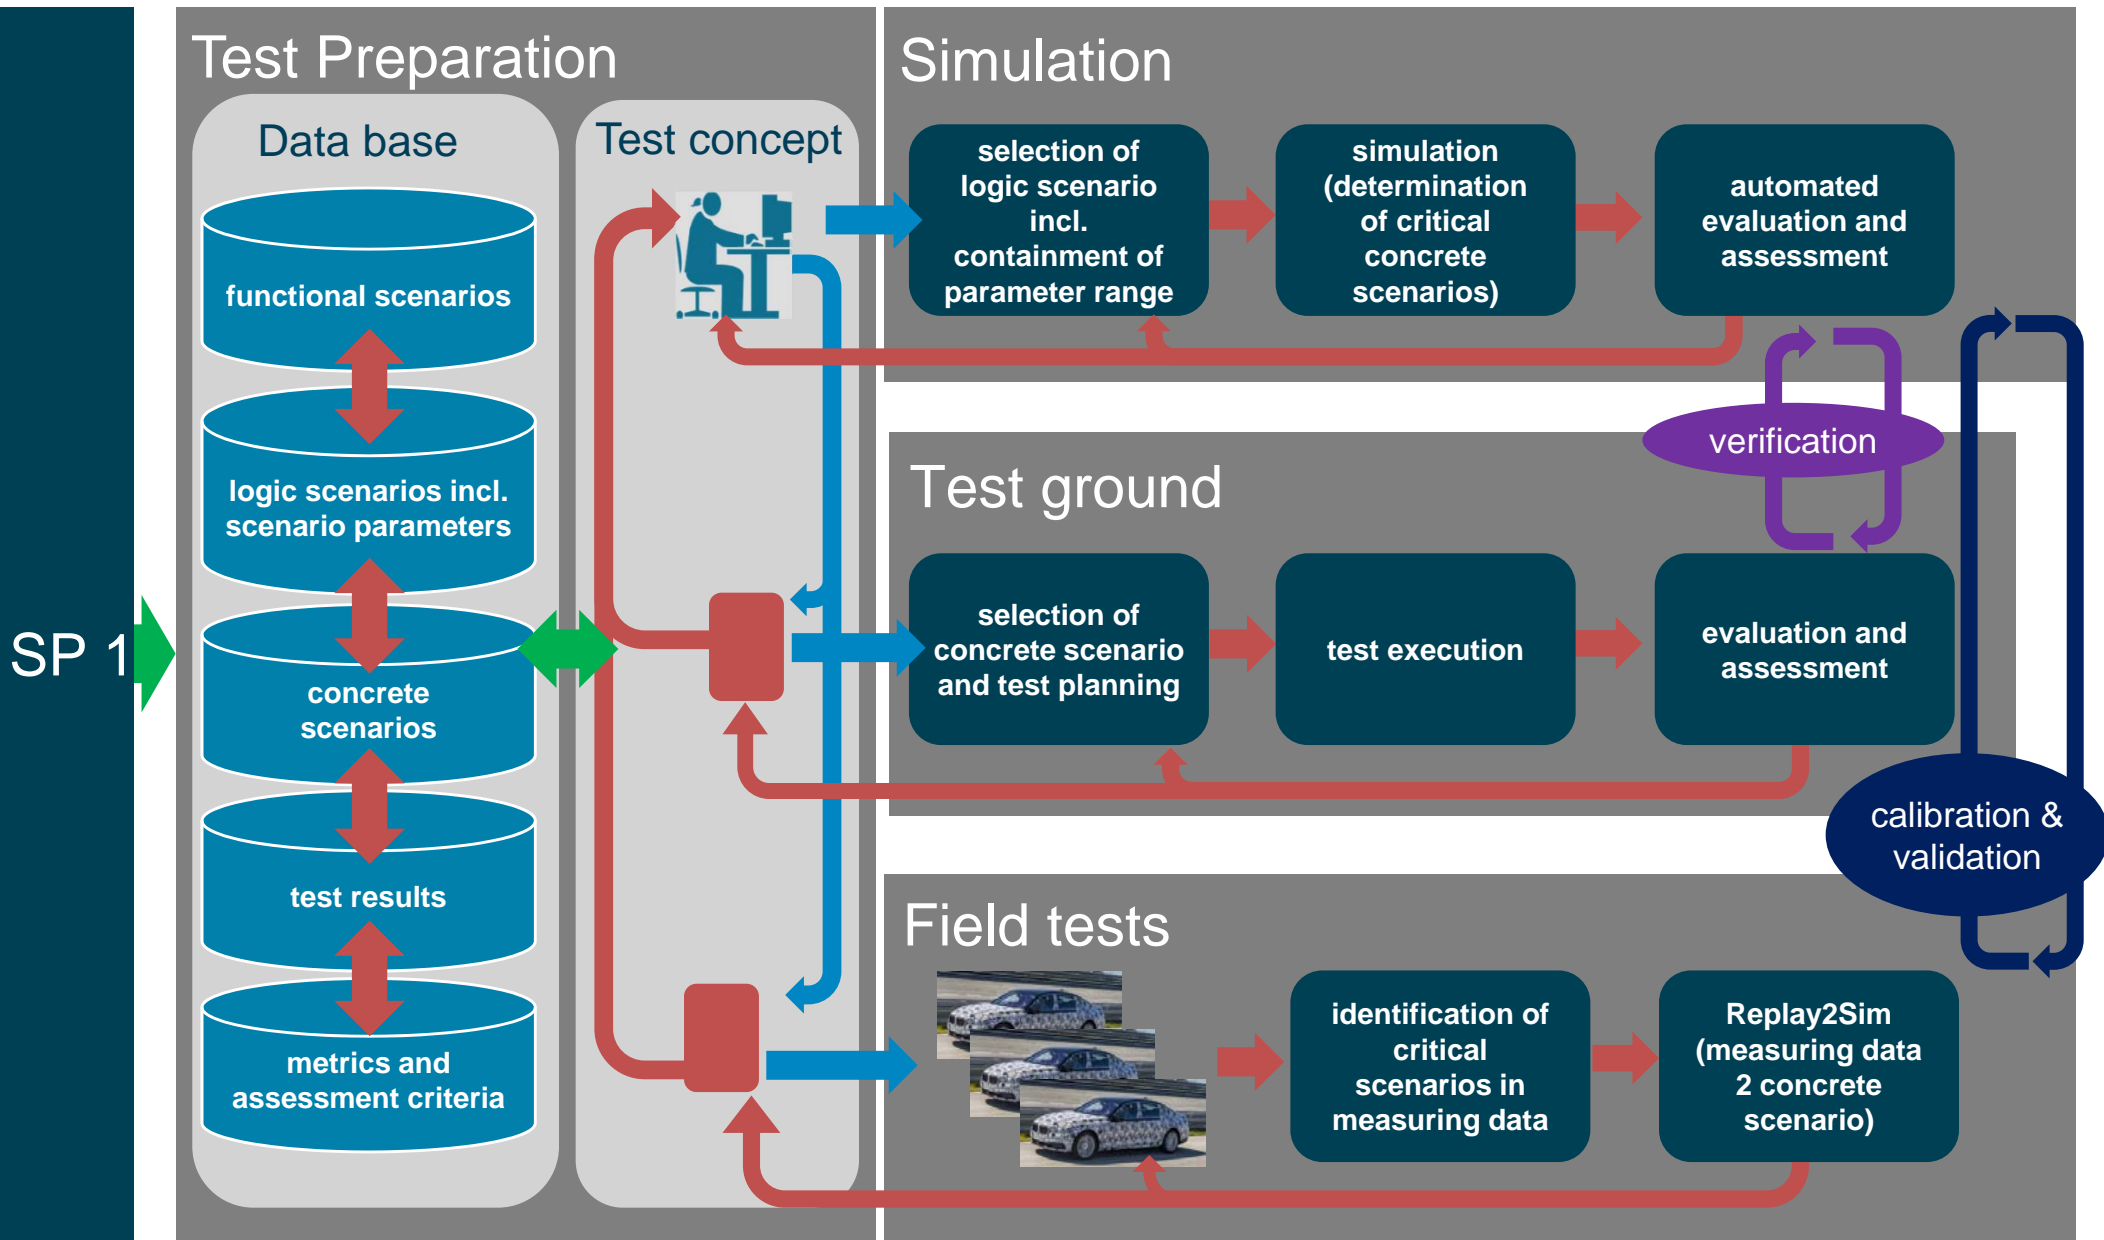 SP 1
Test Preparation
Data base
functional scenarios
logic scenarios incl.
scenario parameters
concrete
scenarios
test results
metrics and
assessment criteria
Test concept
Simulation
selection of
logic scenario
incl.
containment of
parameter range
simulation
(determination
of critical
concrete
scenarios)
automated
evaluation and
assessment
verification
Test ground
selection of
concrete scenario
and test planning
test execution
evaluation and
assessment
calibration &
validation
Field tests
identification of
critical
scenarios in
measuring data
Replay2Sim
(measuring data
2 concrete
scenario)